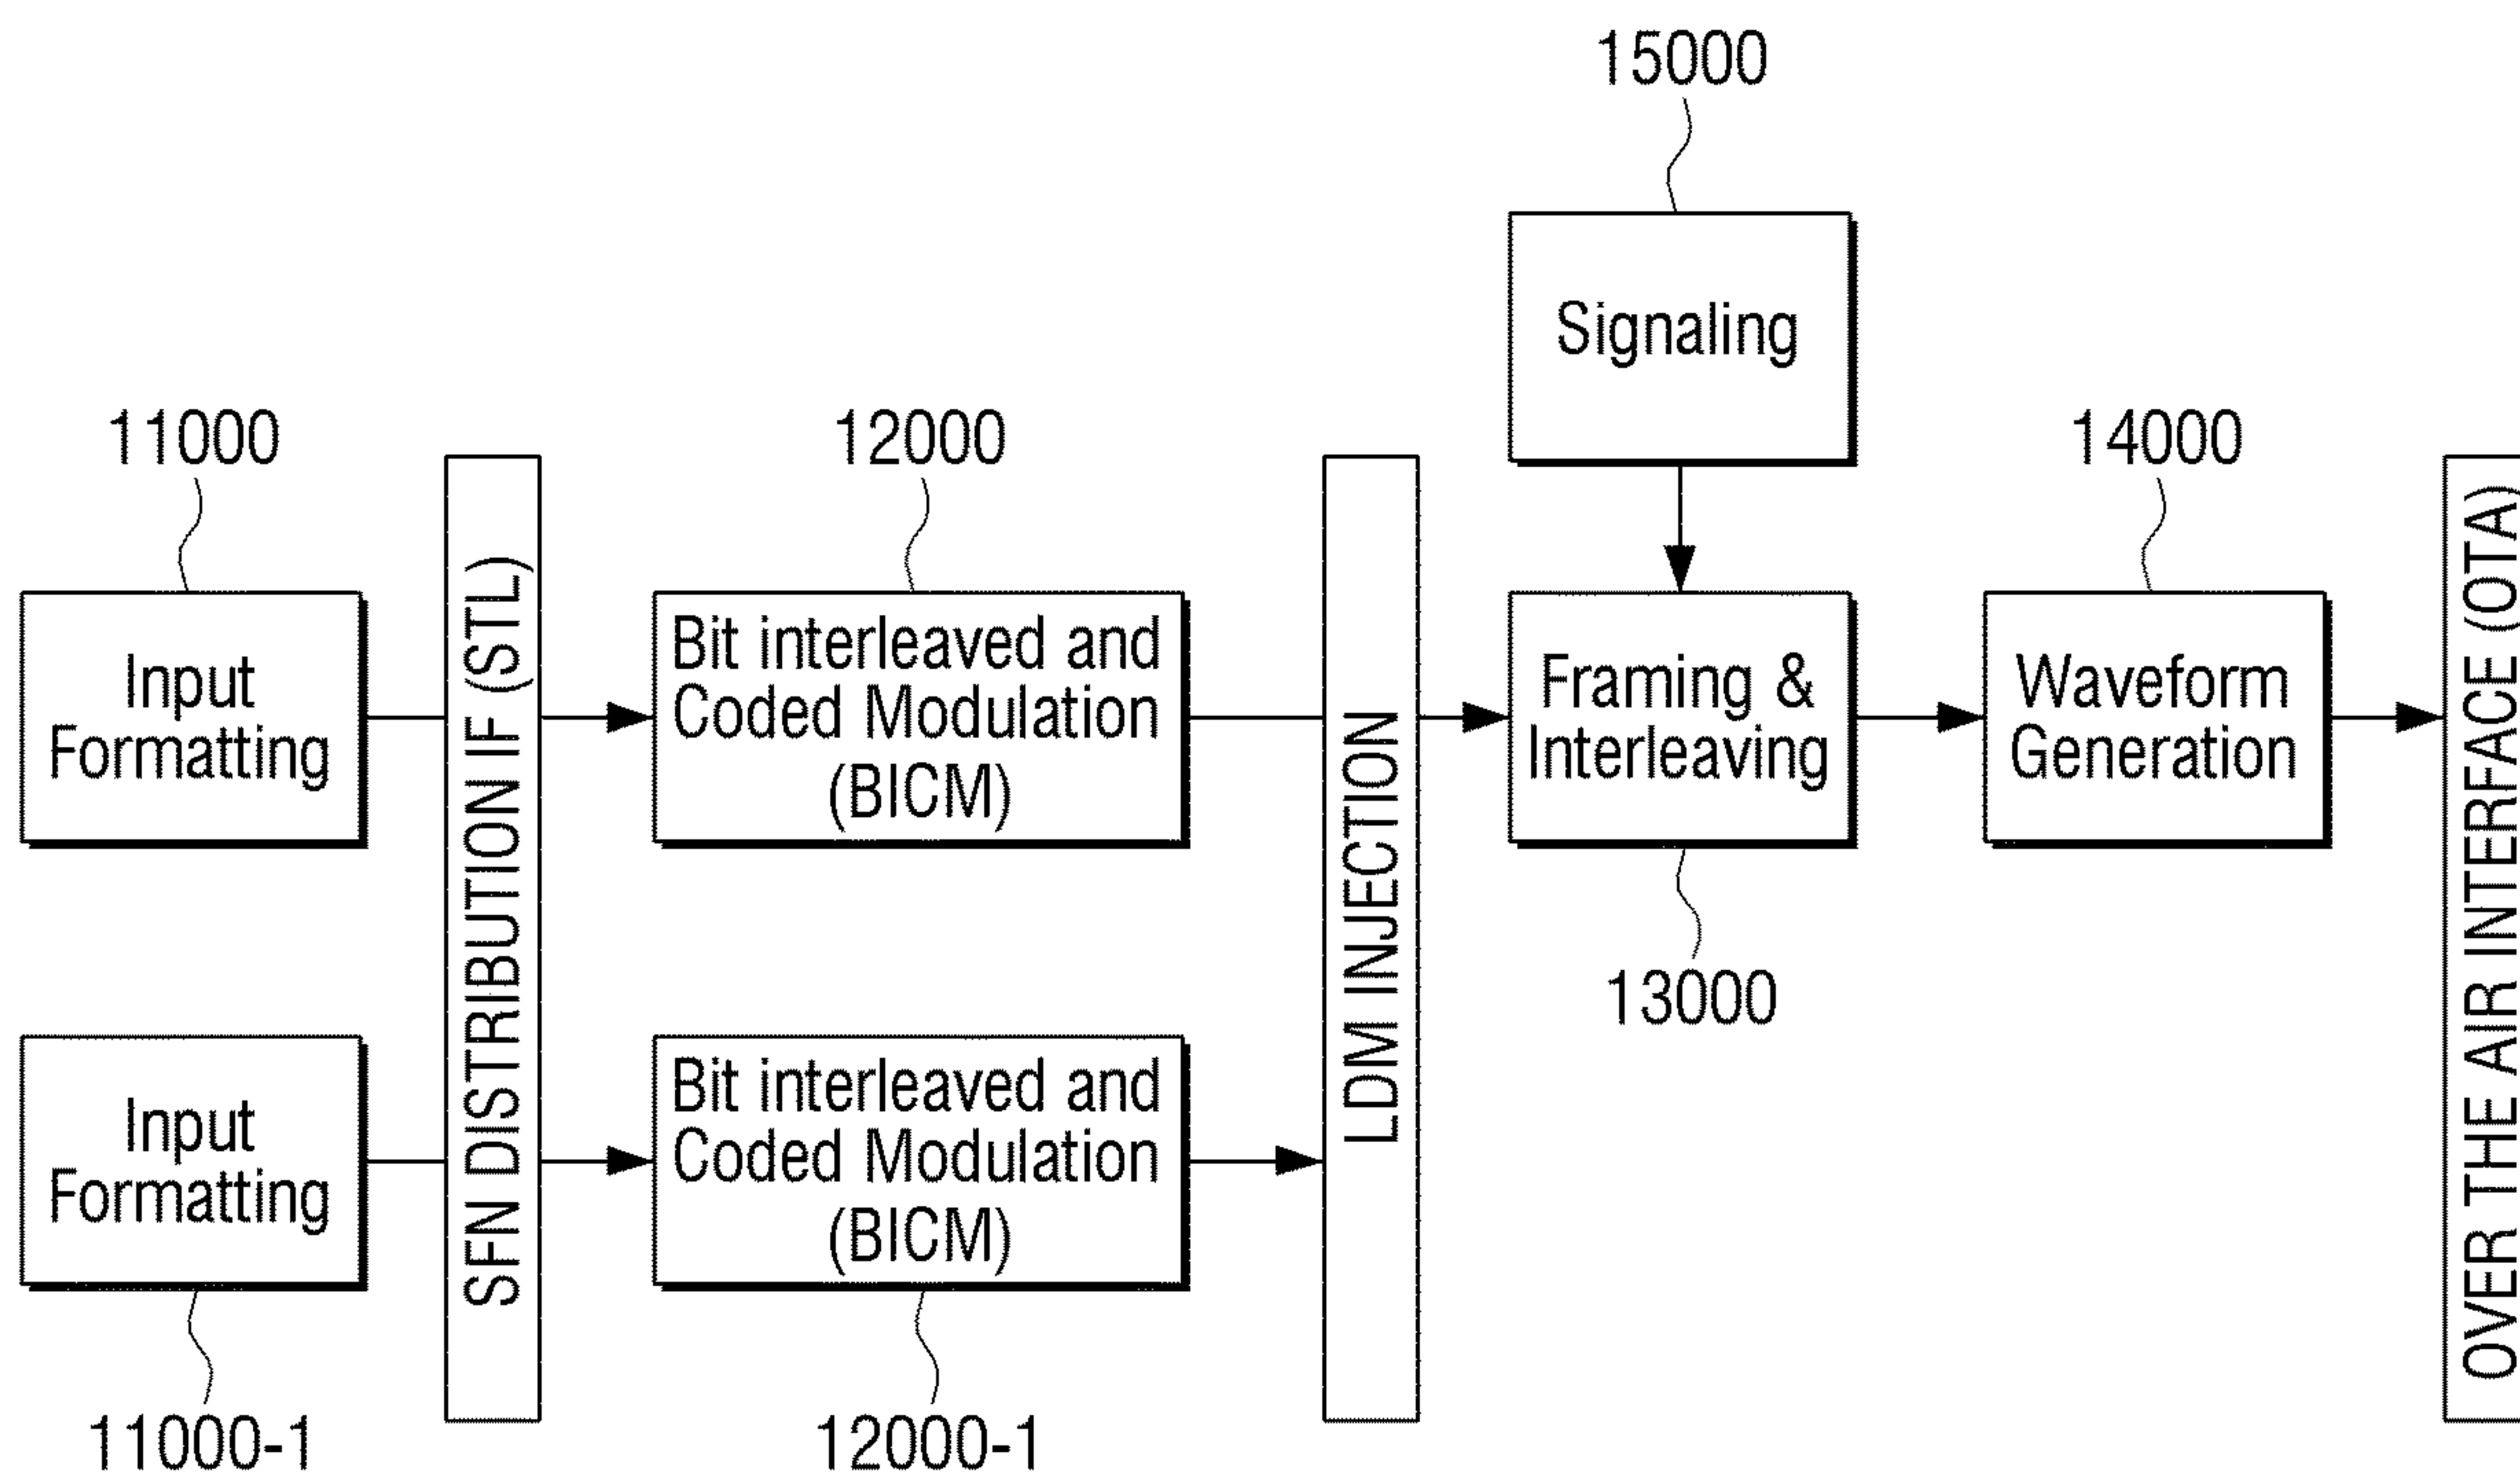 15000
Signaling
11000
12000
14000
Input
Formatting
SFN DISTRIBUTION IF (STL)
Bit interleaved and
Coded Modulation
(BICM)
LDM INJECTION
Framing &
Interleaving
Waveform
Generation
OVER THE AIR INTERFACE (OTA)
13000
Input
Formatting
Bit interleaved and
Coded Modulation
(BICM)
11000-1
12000-1